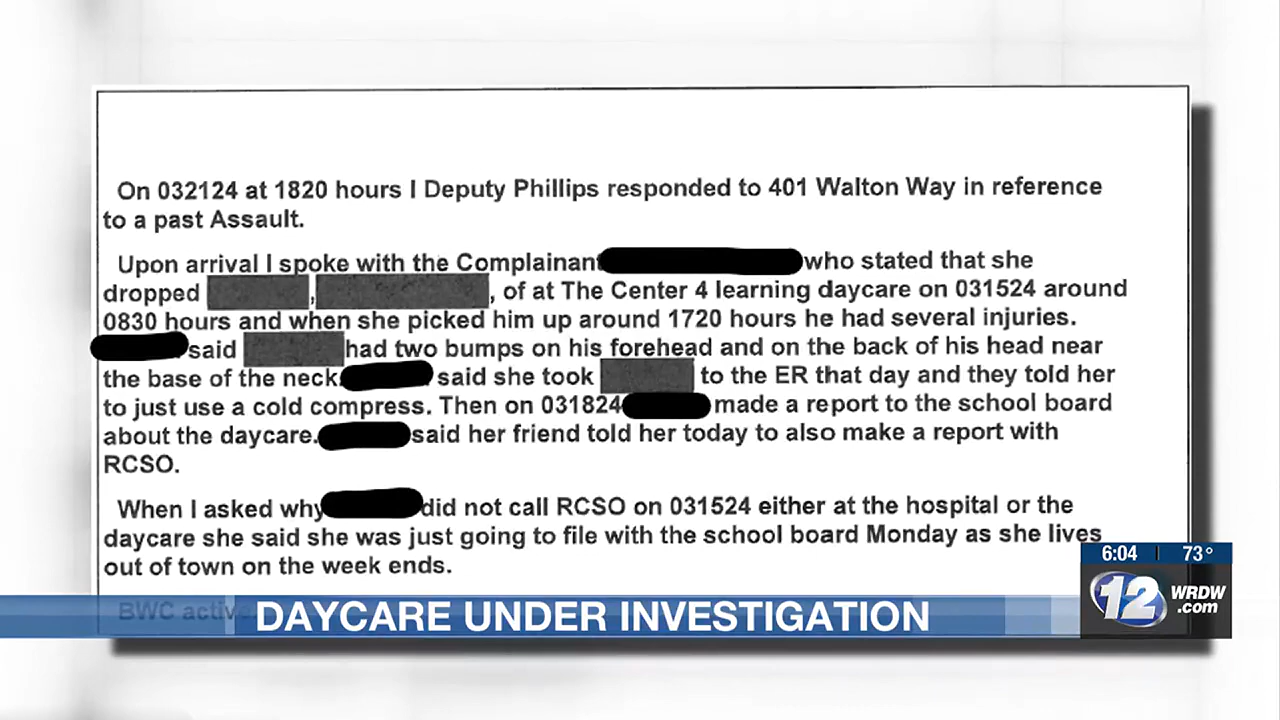 On 032124 at 1820 hours I Deputy Phillips responded to 401 Walton Way in reference
to a past Assault.
Upon arrival I spoke with the Complainant who stated that she
dropped , , of at The Center 4 learning daycare on 031524 around
0830 hours and when she picked him up around 1720 hours he had several injuries.
said had two bumps on his forehead and on the back of his head near
the base of the neck. said she took to the ER that day and they told her
to just use a cold compress. Then on 031824 made a report to the school board
about the daycare. said her friend told her today to also make a report with
RCSO.
When I asked why did not call RCSO on 031524 either at the hospital or the
daycare she said she was just going to file with the school board Monday as she lives
out of town on the week ends.
BWC active
DAYCARE UNDER INVESTIGATION
6:04 73°
12 WRDW
.com